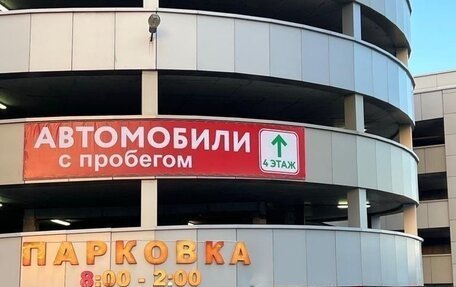 АВТОМОБИЛИ
с пробегом
4 ЭТАЖ
ПАРКОВКА
8:00 - 2:00